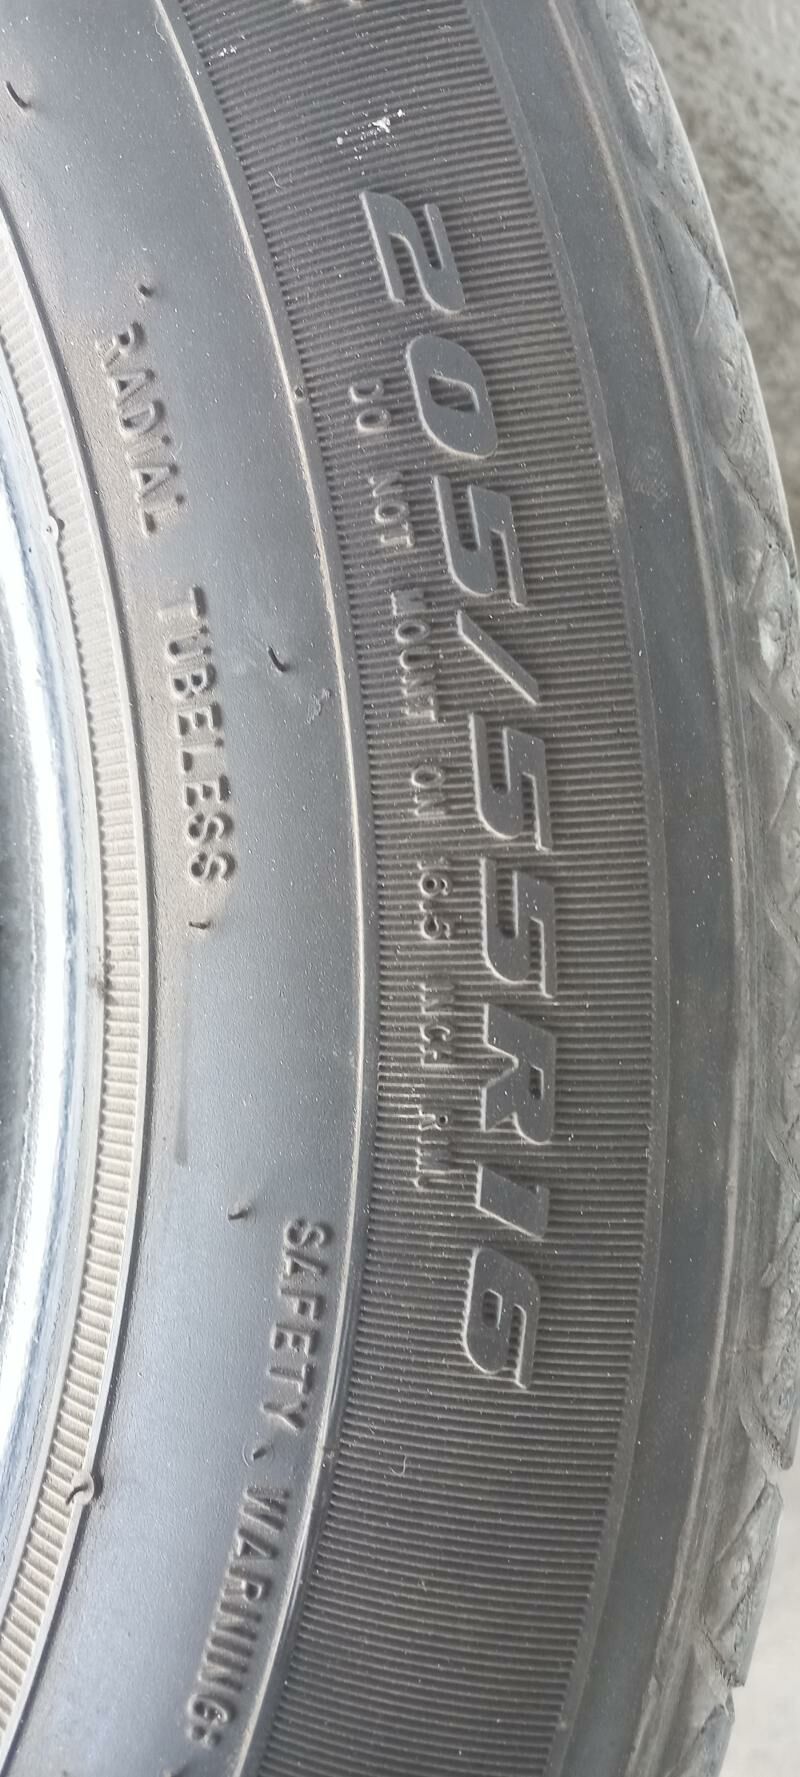 205/55R16
DO NOT MOUNT ON 16.5 INCH RIM
RADIAL TUBELESS
SAFETY WARNING: